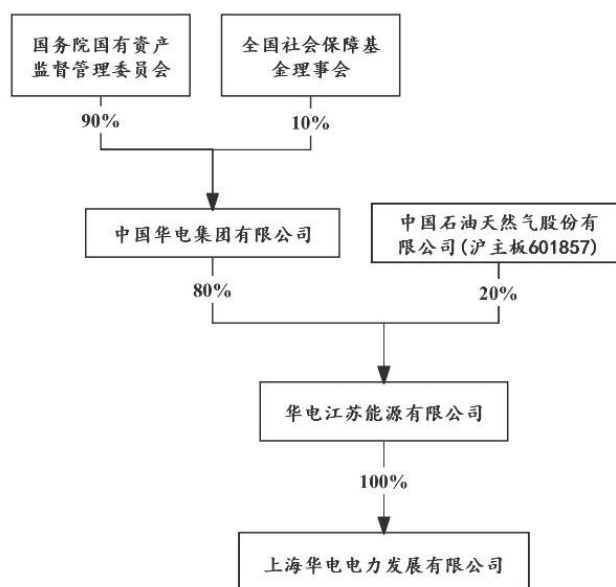 国务院国有资产
监督管理委员会
全国社会保障基
金理事会
90%
10%
中国华电集团有限公司
中国石油天然气股份有
限公司(沪主板601857)
80%
20%
华电江苏能源有限公司
100%
上海华电电力发展有限公司